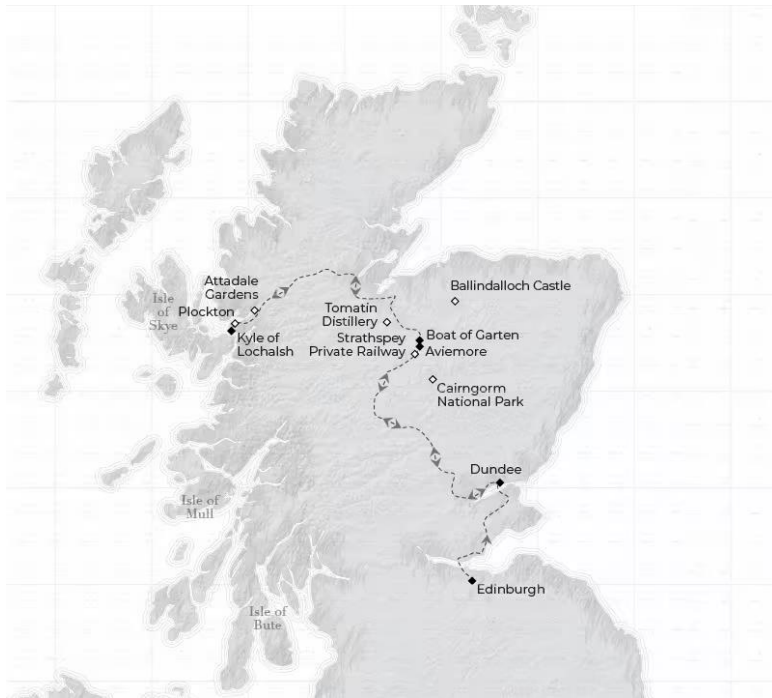 Attadale
Gardens
Ballindalloch Castle
Isle
of
Skye
Plockton
Tomatin
Distillery
Kyle of
Lochalsh
Strathspey
Private Railway
Boat of Garten
Aviemore
Cairngorm
National Park
Dundee
Isle of
Mull
Edinburgh
Isle of
Bute